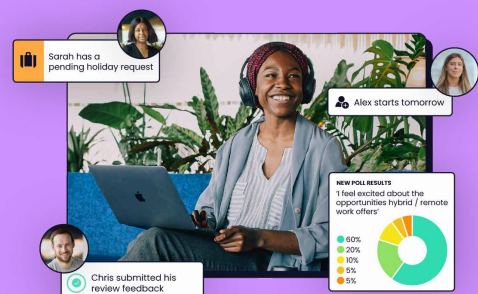 Sarah has a
pending holiday request
Alex starts tomorrow
NEW POLL RESULTS
'I feel excited about the
opportunities hybrid / remote
work offers'
60%
20%
10%
5%
5%
Chris submitted his
review feedback